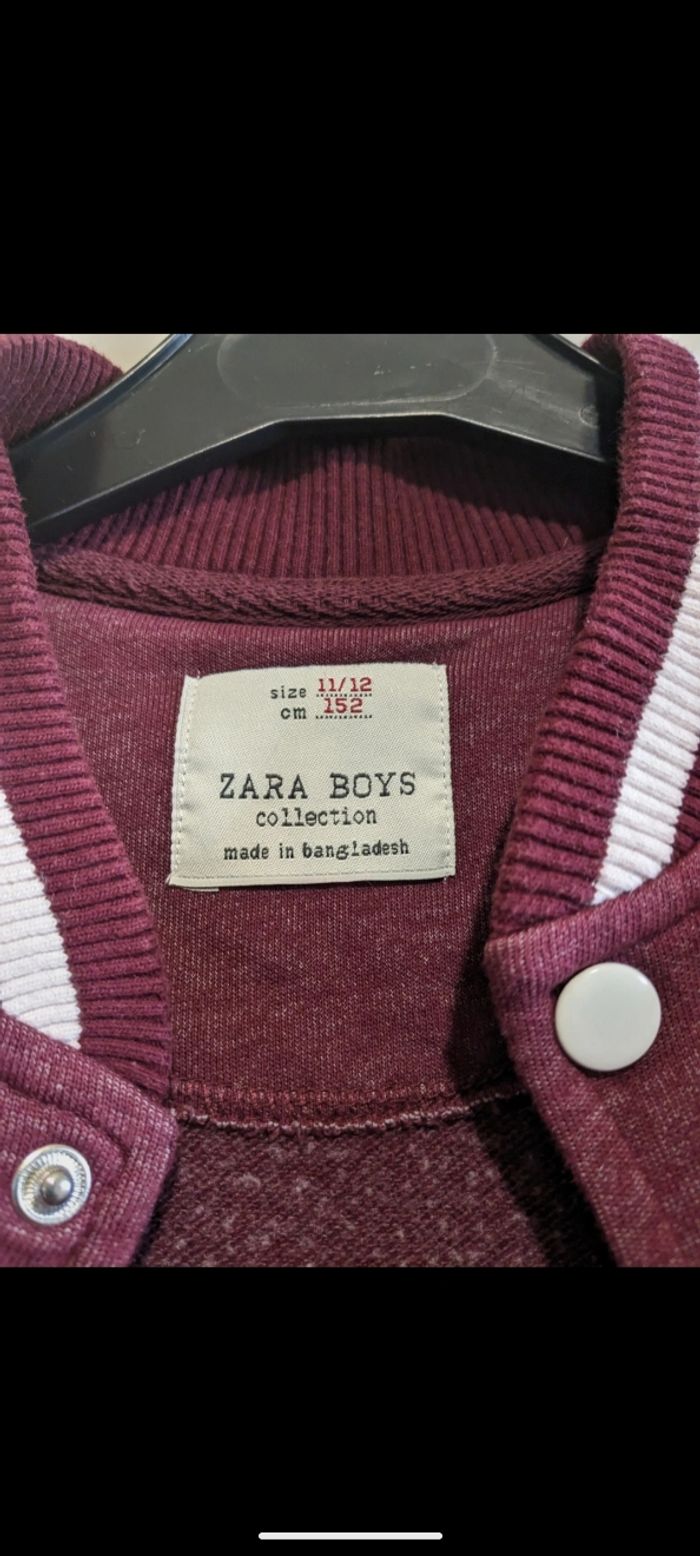 size 11/12
cm 152
ZARA BOYS
collection
made in bangladesh